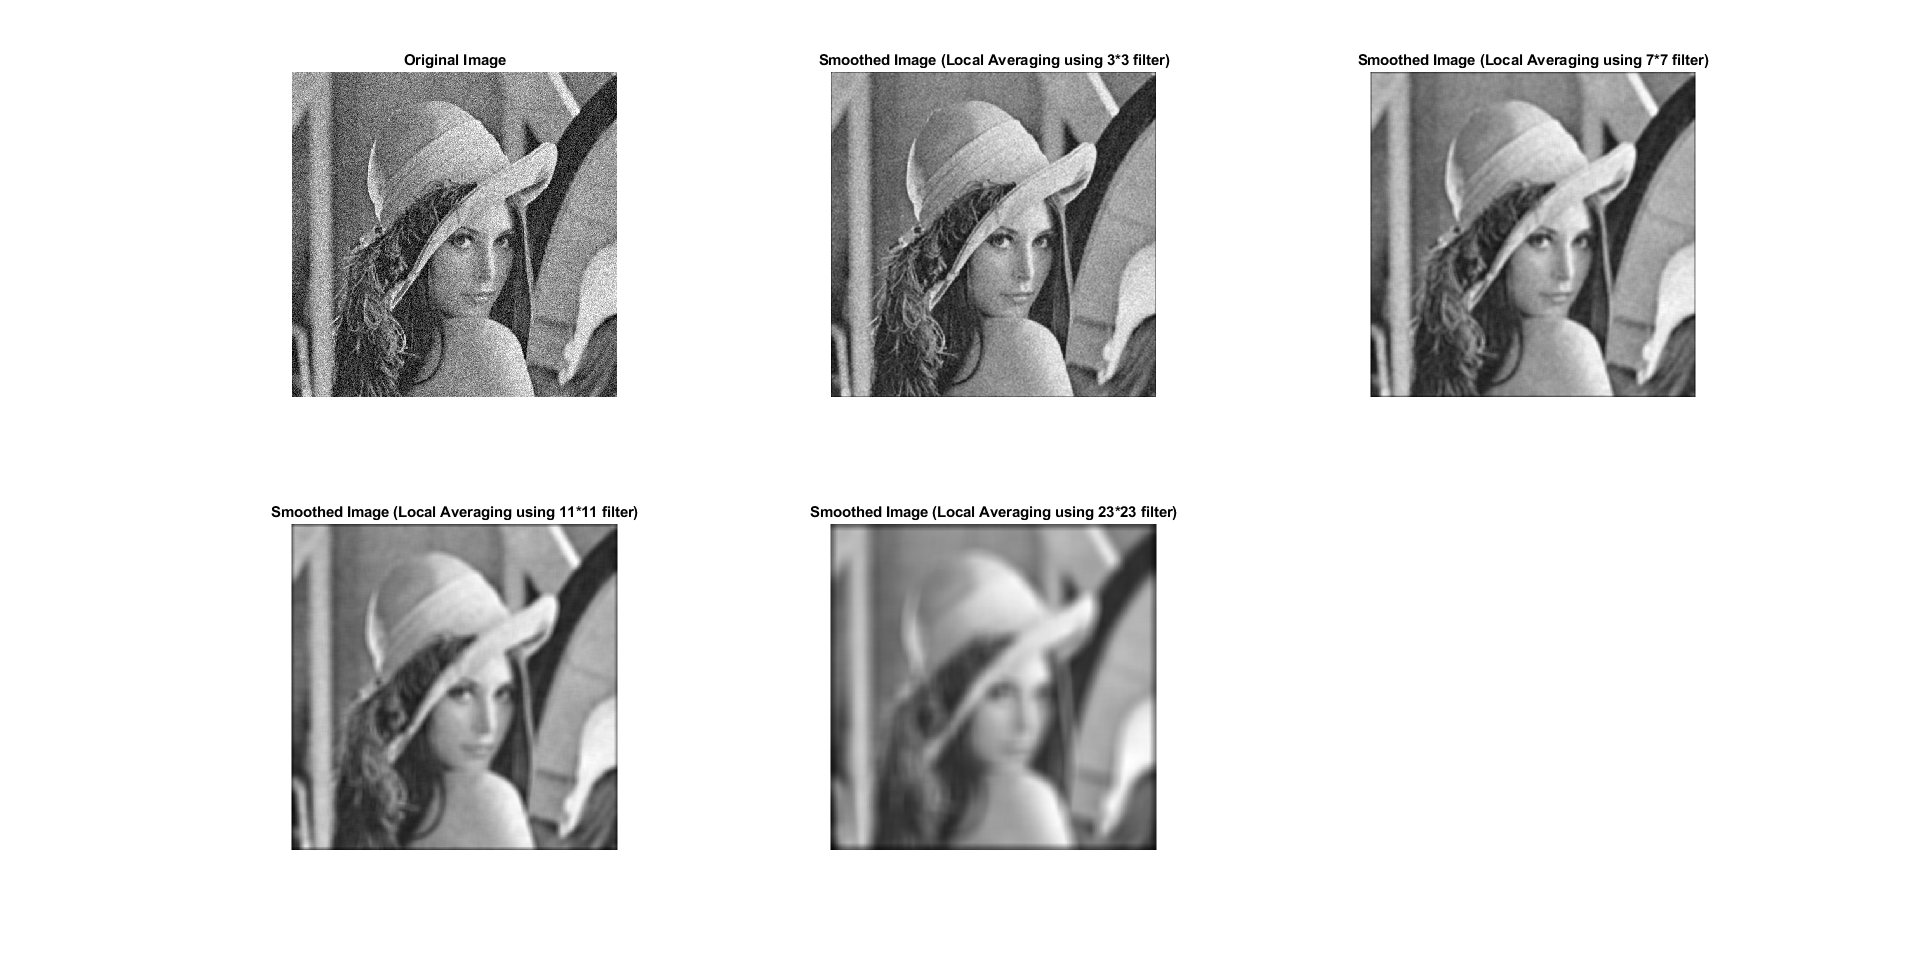 Original Image
Smoothed Image (Local Averaging using 3*3 filter)
Smoothed Image (Local Averaging using 7*7 filter)
Smoothed Image (Local Averaging using 11*11 filter)
Smoothed Image (Local Averaging using 23*23 filter)